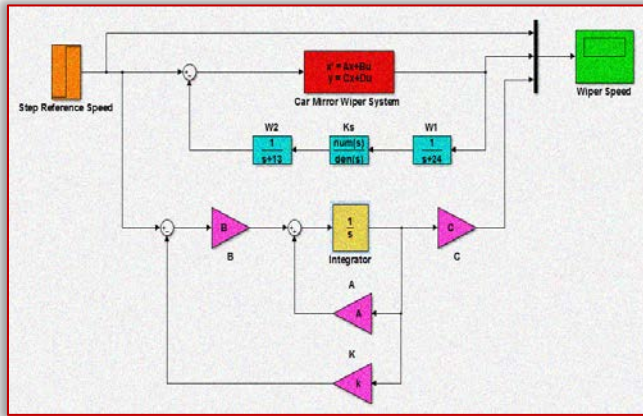 Step Reference Speed
x' = Ax+Bu
y = Cx+Du
Car Mirror Wiper System
Wiper Speed
W2
Ks
W1
1
s+12
num(s)
den(s)
1
s+24
B
B
1
s
Integrator
C
C
A
A
K
k